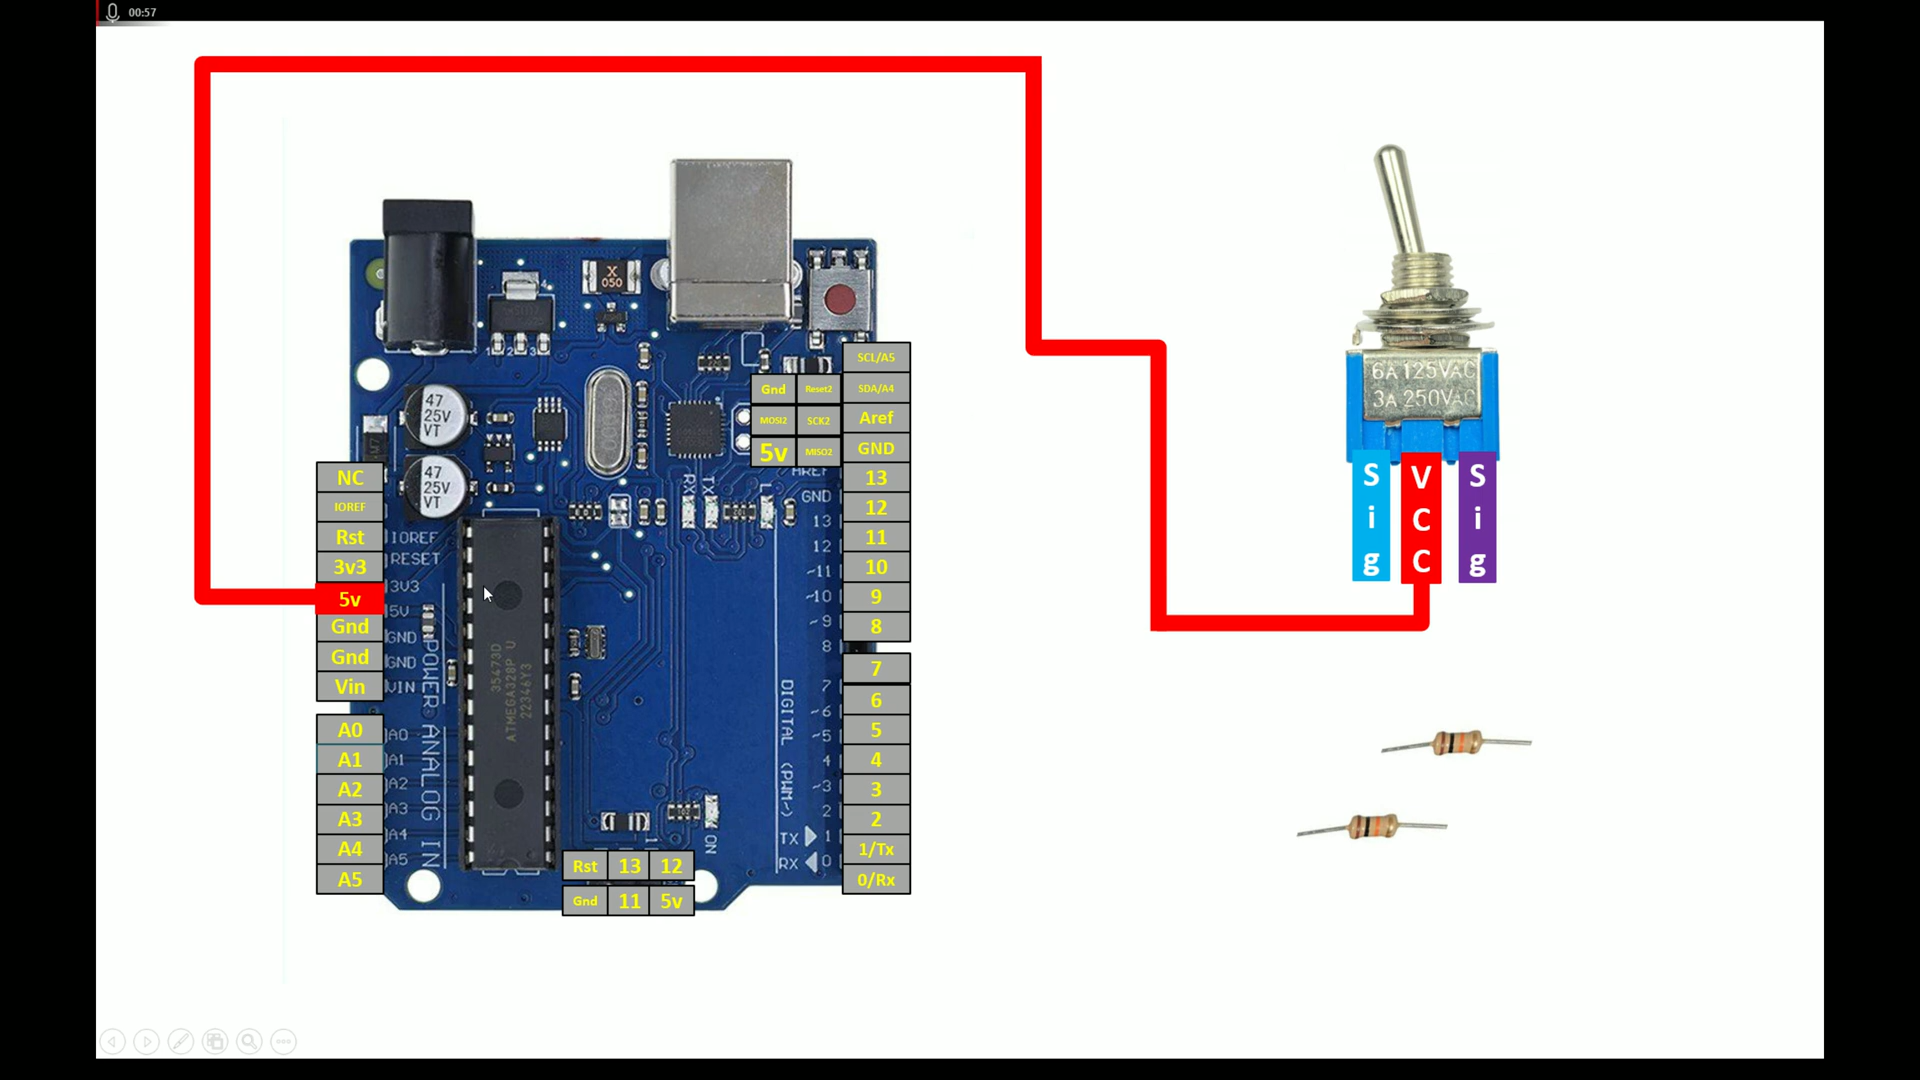 00:57
X
050
47
25V
VT
47
25V
VT
6A 125VAC
3A 250VAC
S i g
V C C
S i g
SCL/A5
SDA/A4
Aref
GND
13
12
11
10
9
8
7
6
5
4
3
2
1/Tx
0/Rx
Gnd Reset2
MOSI2 SCK2
5v MISO2
NC
IOREF
Rst
3v3
5v
Gnd
Gnd
Vin
A0
A1
A2
A3
A4
A5
IOREF
RESET
3V3
5V
GND
GND
VIN
POWER
A0
A1
A2
A3
A4
A5
ANALOG IN
35473D
ATMEGA328P U
22346Y3
RX
TX
L
AREF
GND
13
12
~11
~10
~9
8
7
~6
~5
4
~3
2
TX 1
RX 0
DIGITAL (PWM~)
ON
Rst 13 12
Gnd 11 5v